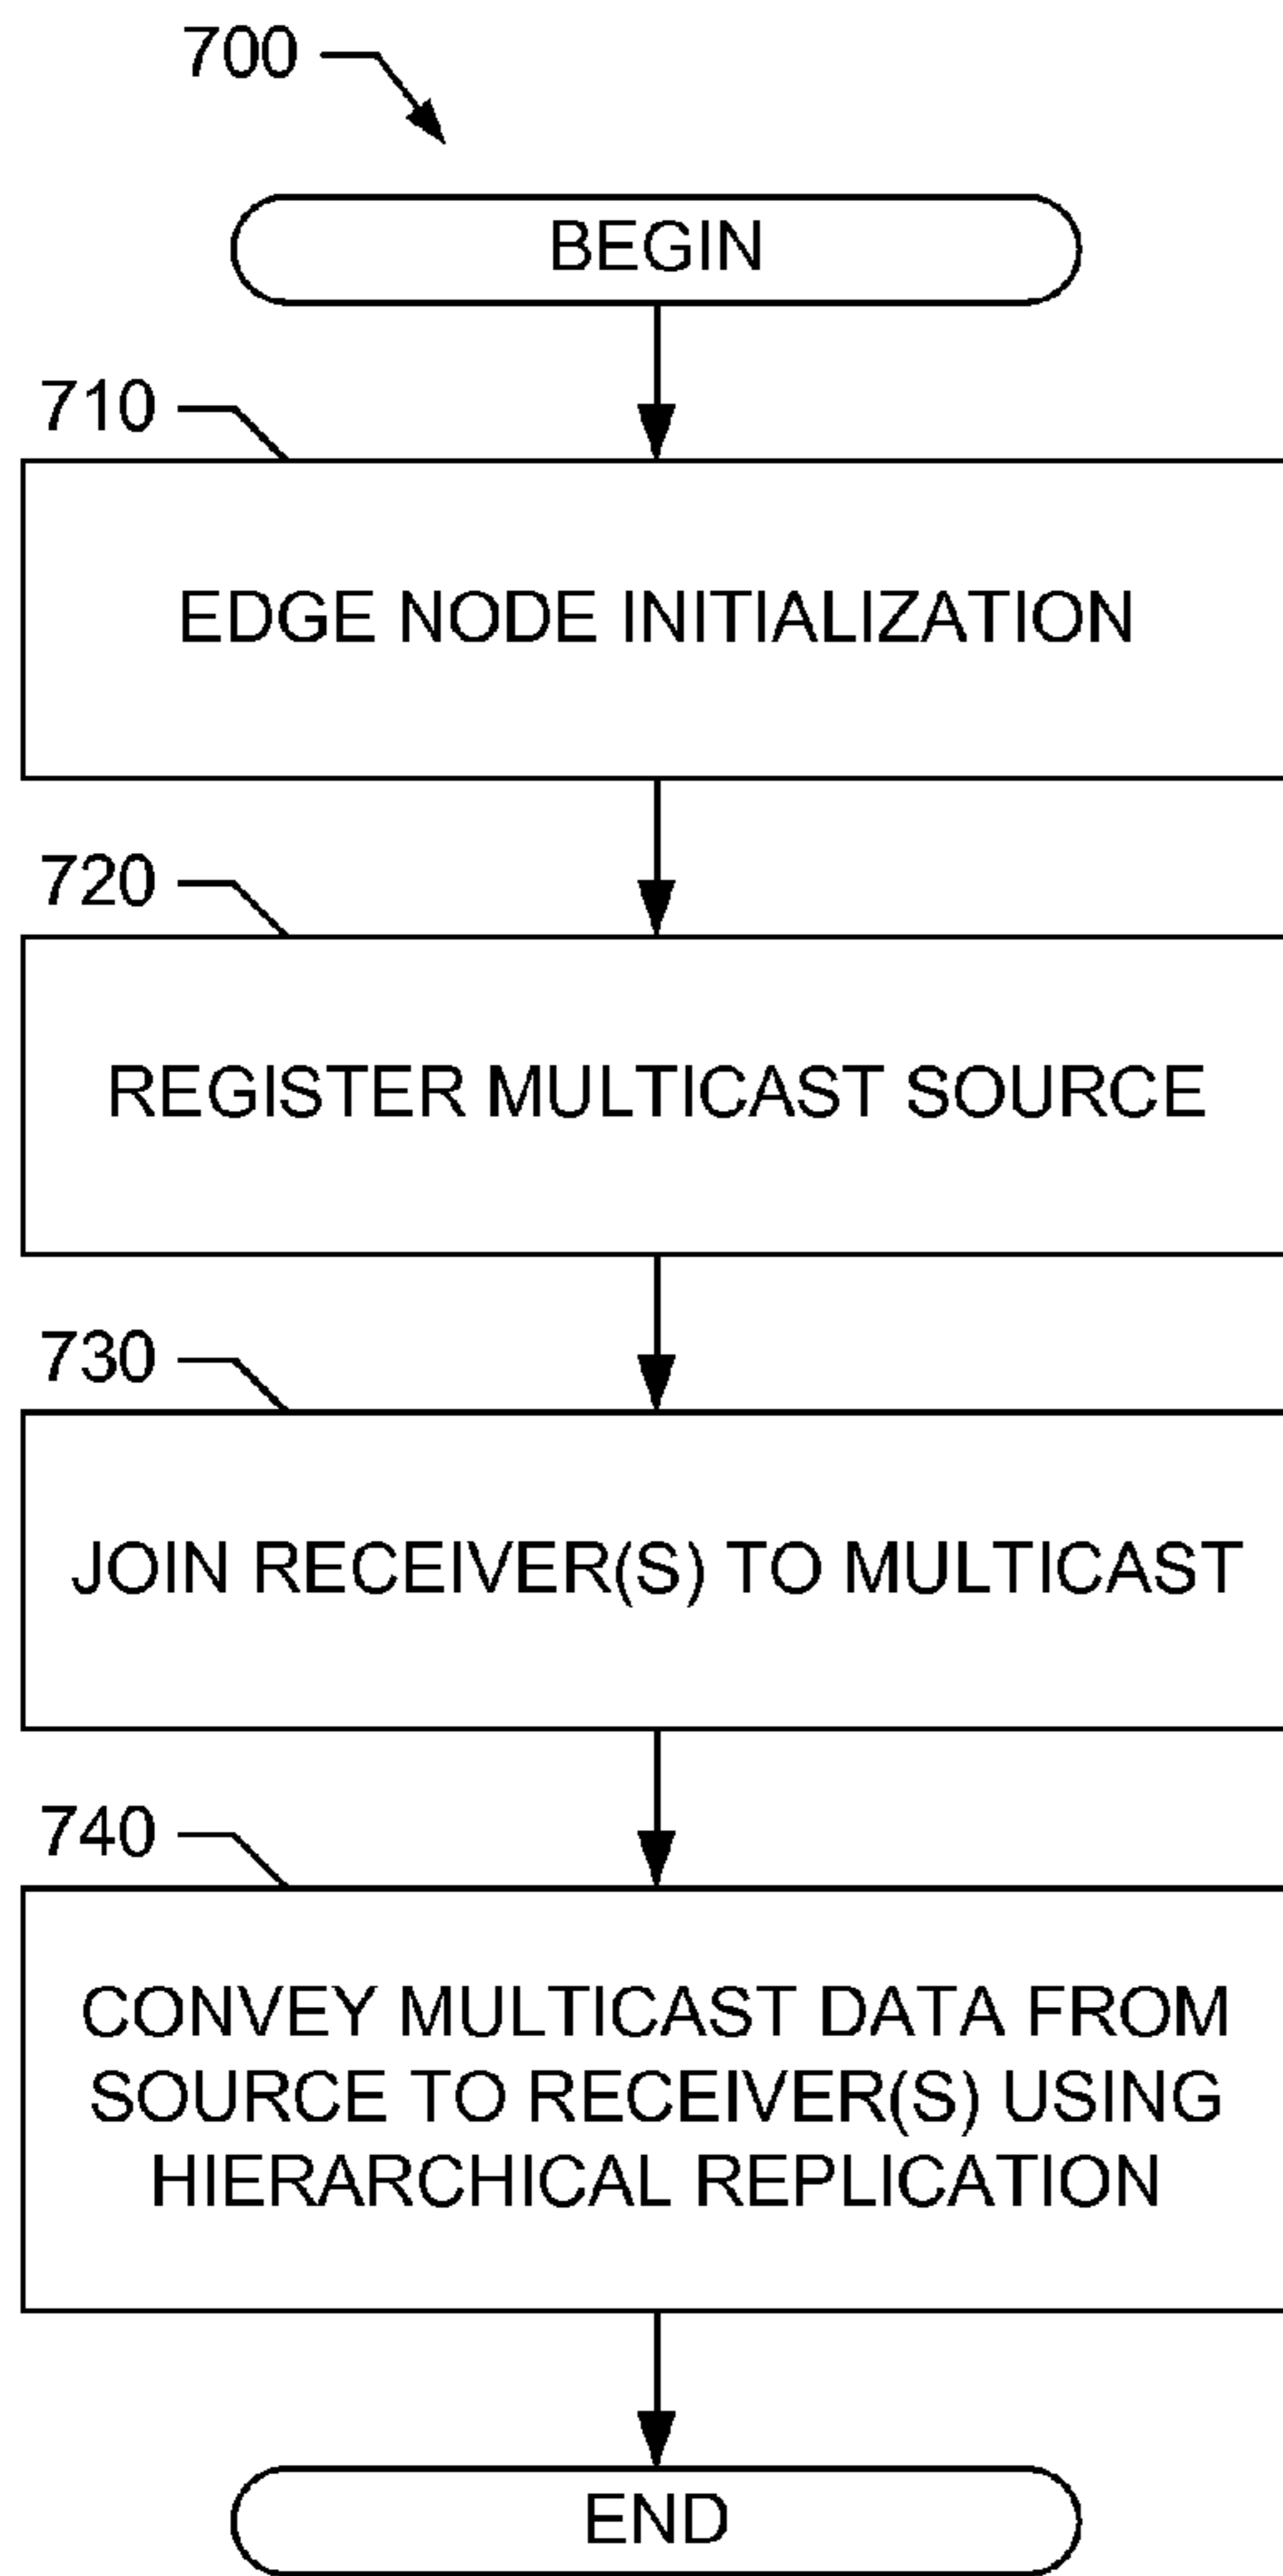 700
BEGIN
710
EDGE NODE INITIALIZATION
720
REGISTER MULTICAST SOURCE
730
JOIN RECEIVER(S) TO MULTICAST
740
CONVEY MULTICAST DATA FROM
SOURCE TO RECEIVER(S) USING
HIERARCHICAL REPLICATION
END